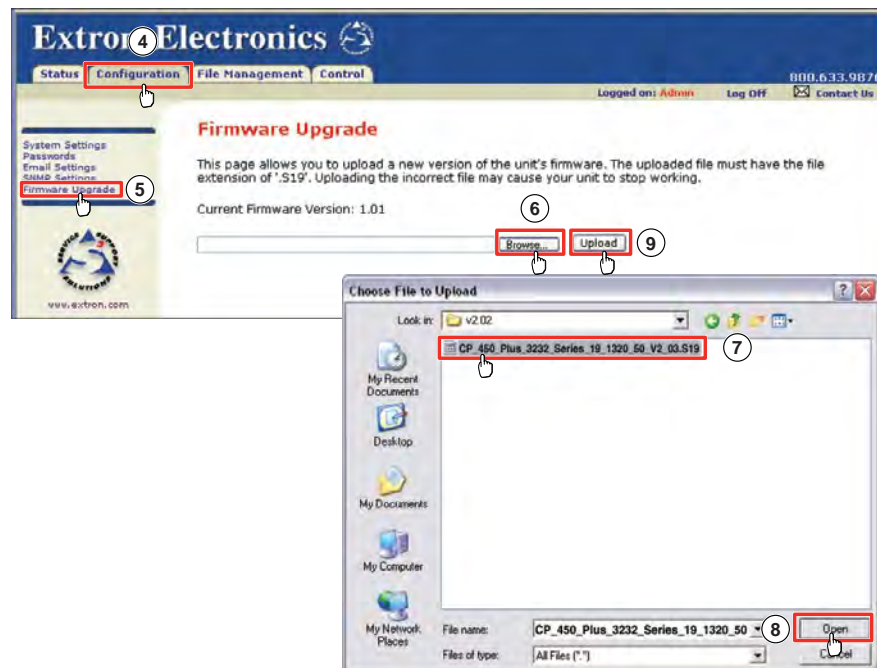 Extron Electronics
4
Status Configuration File Management Control
800.633.9876
Logged on: Admin Log Off Contact Us
Firmware Upgrade
System Settings
Passwords
Email Settings
SNMP Settings
Firmware Upgrade
5
This page allows you to upload a new version of the unit's firmware. The uploaded file must have the file
extension of '.S19'. Uploading the incorrect file may cause your unit to stop working.
Current Firmware Version: 1.01
6
Browse... Upload 9
SERVICE SUPPORT SOLUTIONS
S3
www.extron.com
Choose File to Upload
Look in: v2.02
CP_450_Plus_3232_Series_19_1320_50_V2_03.S19
7
My Recent
Documents
Desktop
My Documents
My Computer
My Network
Places
File name: CP_450_Plus_3232_Series_19_1320_50
8
Open
Files of type: All Files (*.*)
Cancel